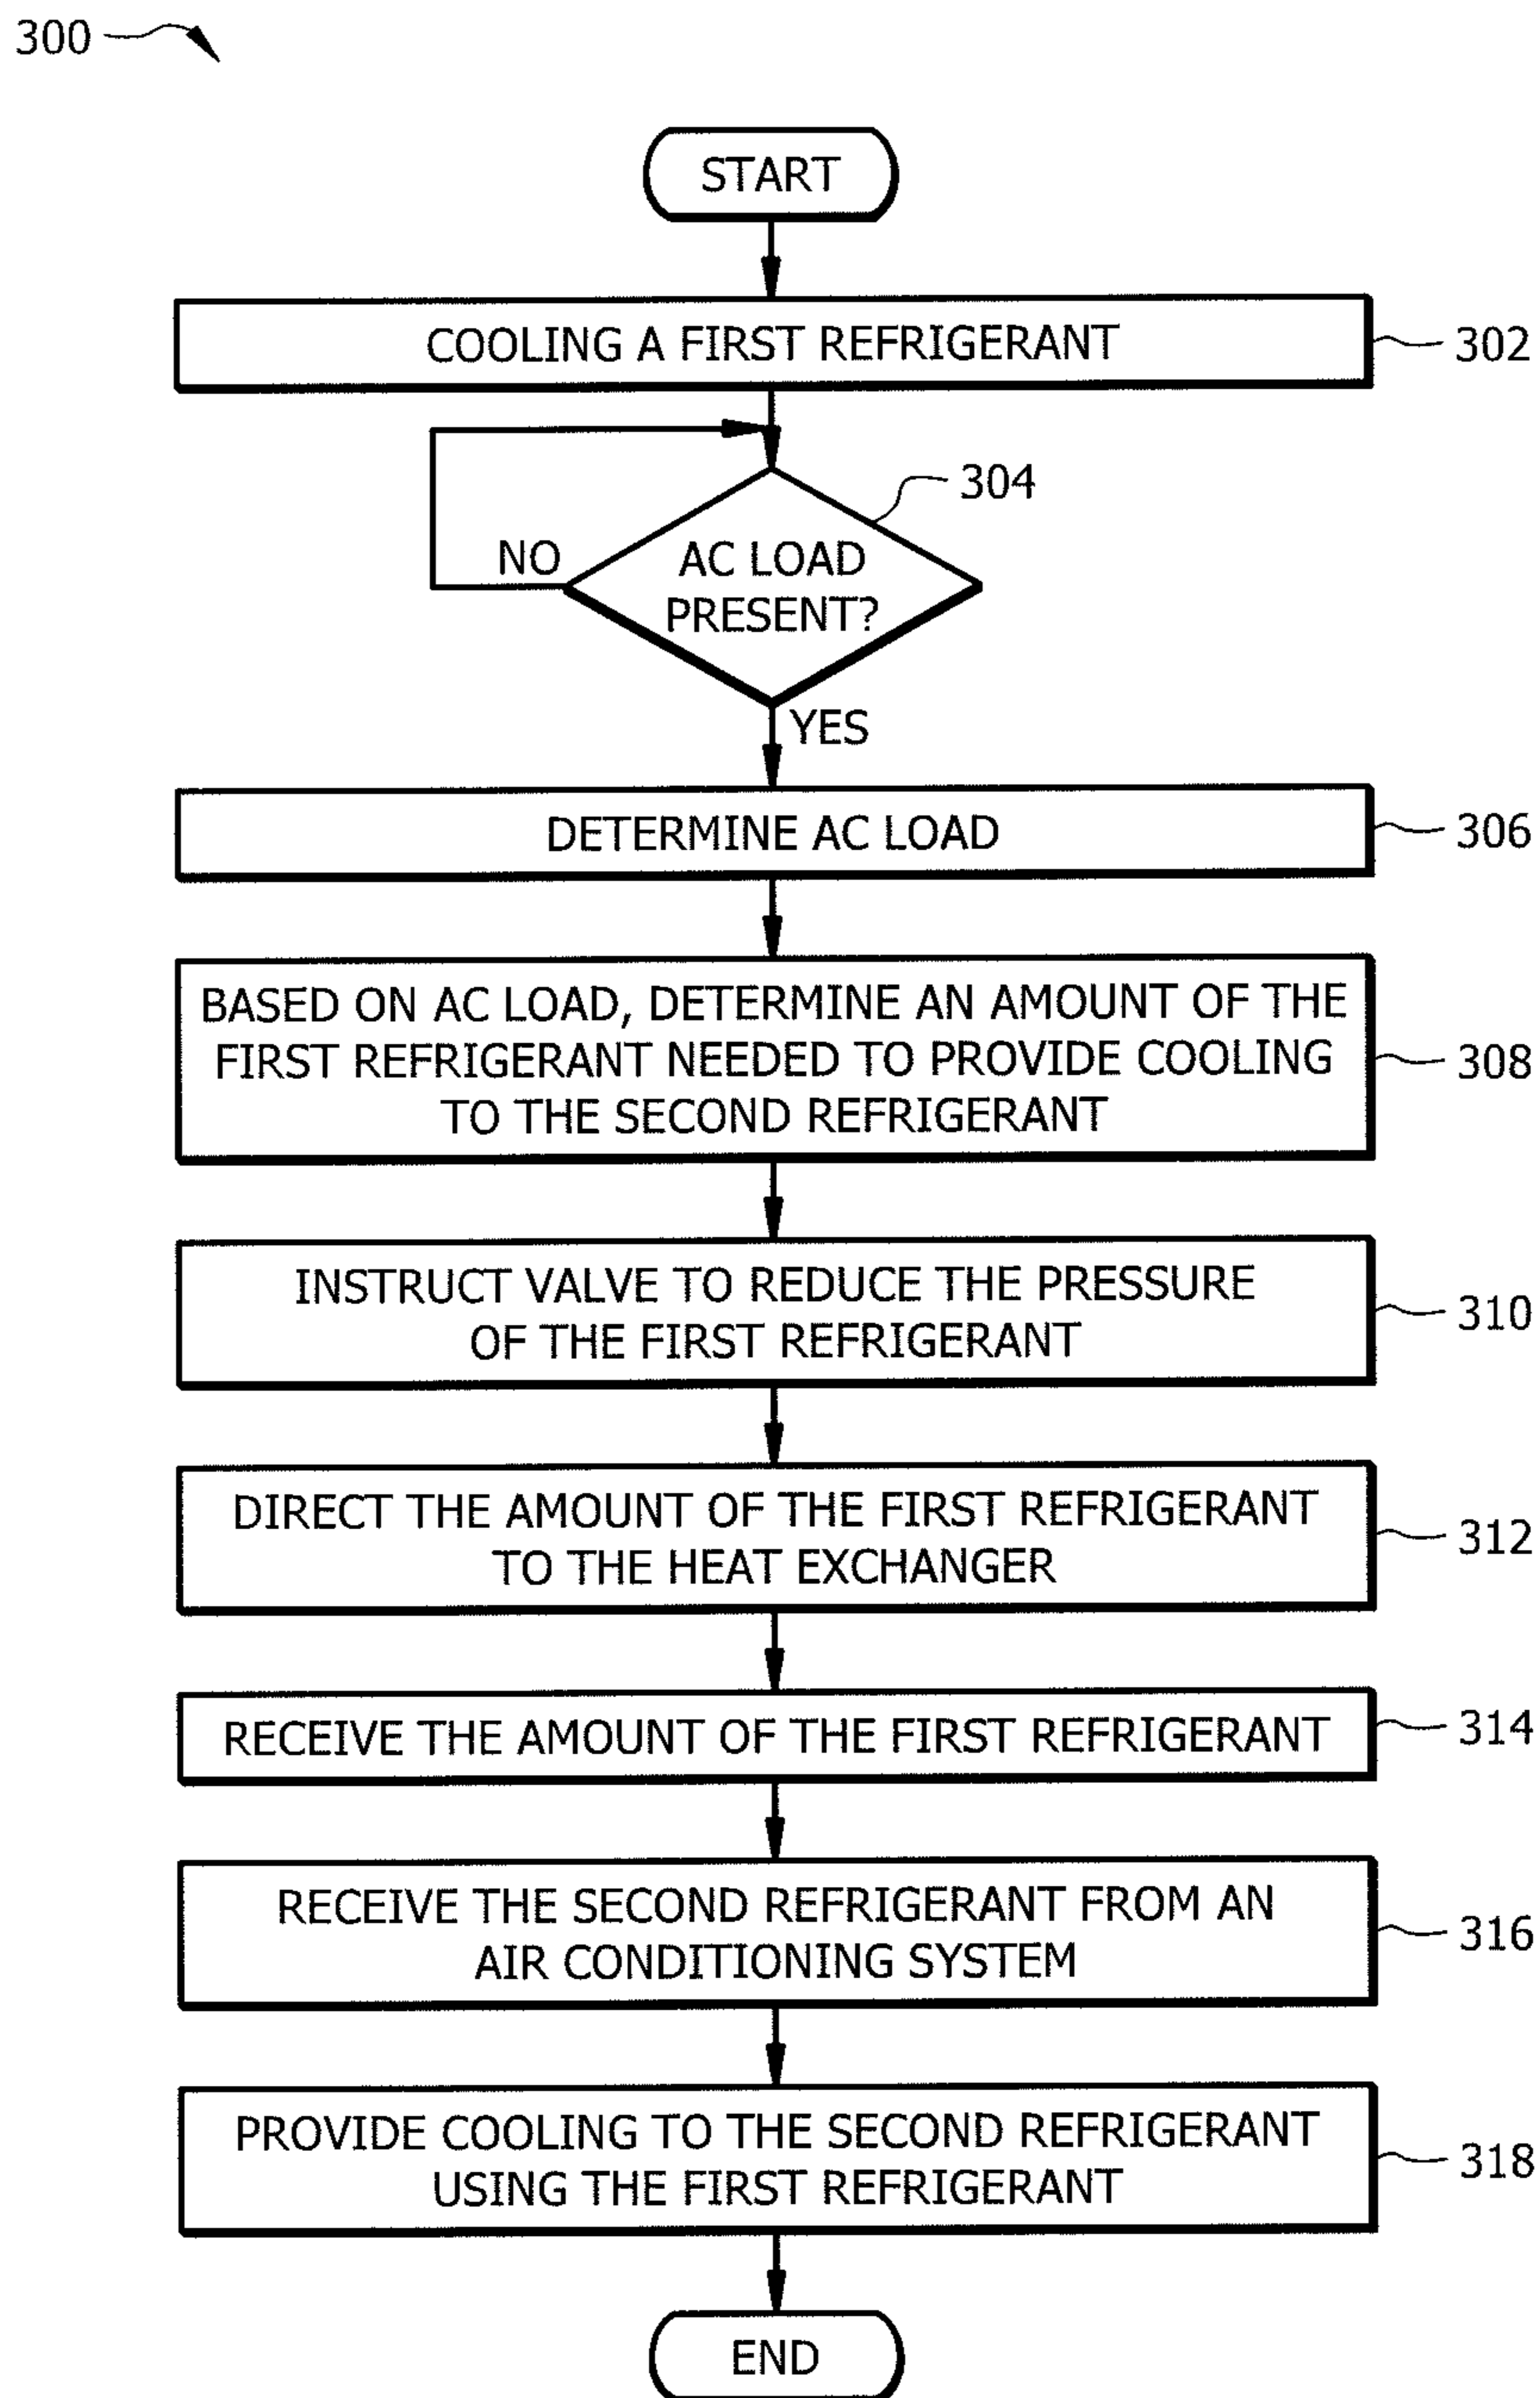 300
START
COOLING A FIRST REFRIGERANT
302
304
NO
AC LOAD
PRESENT?
YES
DETERMINE AC LOAD
306
BASED ON AC LOAD, DETERMINE AN AMOUNT OF THE
FIRST REFRIGERANT NEEDED TO PROVIDE COOLING
TO THE SECOND REFRIGERANT
308
INSTRUCT VALVE TO REDUCE THE PRESSURE
OF THE FIRST REFRIGERANT
310
DIRECT THE AMOUNT OF THE FIRST REFRIGERANT
TO THE HEAT EXCHANGER
312
RECEIVE THE AMOUNT OF THE FIRST REFRIGERANT
314
RECEIVE THE SECOND REFRIGERANT FROM AN
AIR CONDITIONING SYSTEM
316
PROVIDE COOLING TO THE SECOND REFRIGERANT
USING THE FIRST REFRIGERANT
318
END